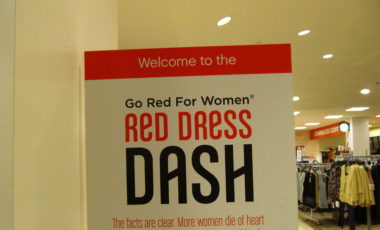 Welcome to the
Go Red For Women®
RED DRESS
DASH
The facts are clear. More women die of heart